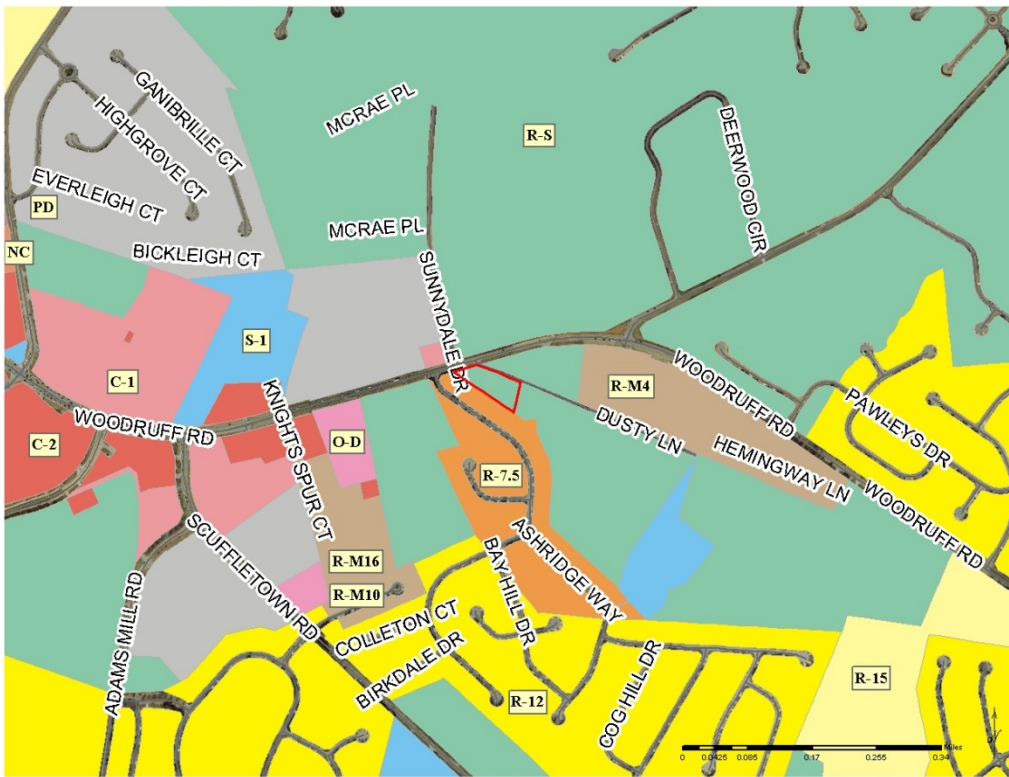 GANIBRILLE CT
MCRAE PL
HIGHGROVE CT
R-S
DEERWOOD CIR
EVERLEIGH CT
PD
NC
BICKLEIGH CT
MCRAE PL
SUNNYDALE DR
S-1
C-1
R-M4
WOODRUFF RD
PAWLEYS DR
KNIGHTS SPUR CT
WOODRUFF RD
C-2
O-D
DUSTY LN
HEMINGWAY LN
R-7.5
WOODRUFF RD
SCUFFLETOWN RD
ASHRIDGE WAY
R-M16
BAY HILL DR
R-M10
ADAMS MILL RD
COLLETON CT
BIRKDALE DR
COG HILL DR
R-12
R-15
N
Miles
0 0.0425 0.085 0.17 0.255 0.34